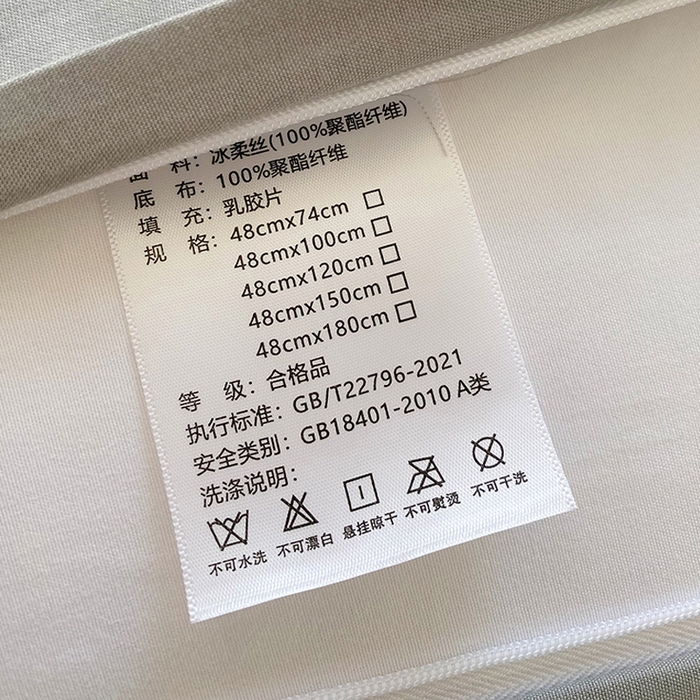 面 料：冰柔丝(100%聚酯纤维)
底 布：100%聚酯纤维
填 充：乳胶片
规 格：48cmx74cm □
48cmx100cm □
48cmx120cm □
48cmx150cm □
48cmx180cm □
等 级：合格品
执行标准：GB/T22796-2021
安全类别：GB18401-2010 A类
洗涤说明：
不可水洗 不可漂白 悬挂晾干 不可熨烫 不可干洗